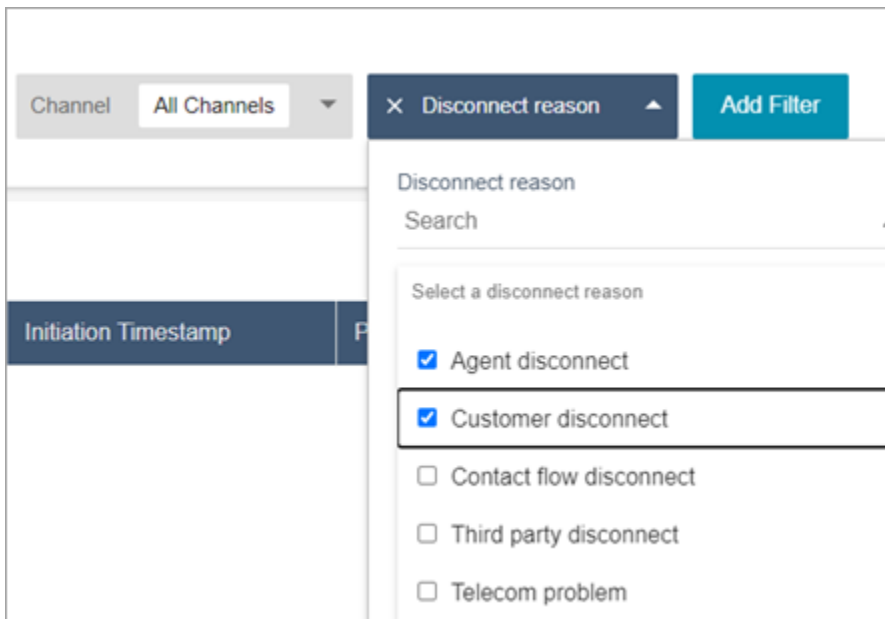 Channel All Channels Disconnect reason Add Filter
Disconnect reason
Search
Select a disconnect reason
Initiation Timestamp P
Agent disconnect
Customer disconnect
Contact flow disconnect
Third party disconnect
Telecom problem